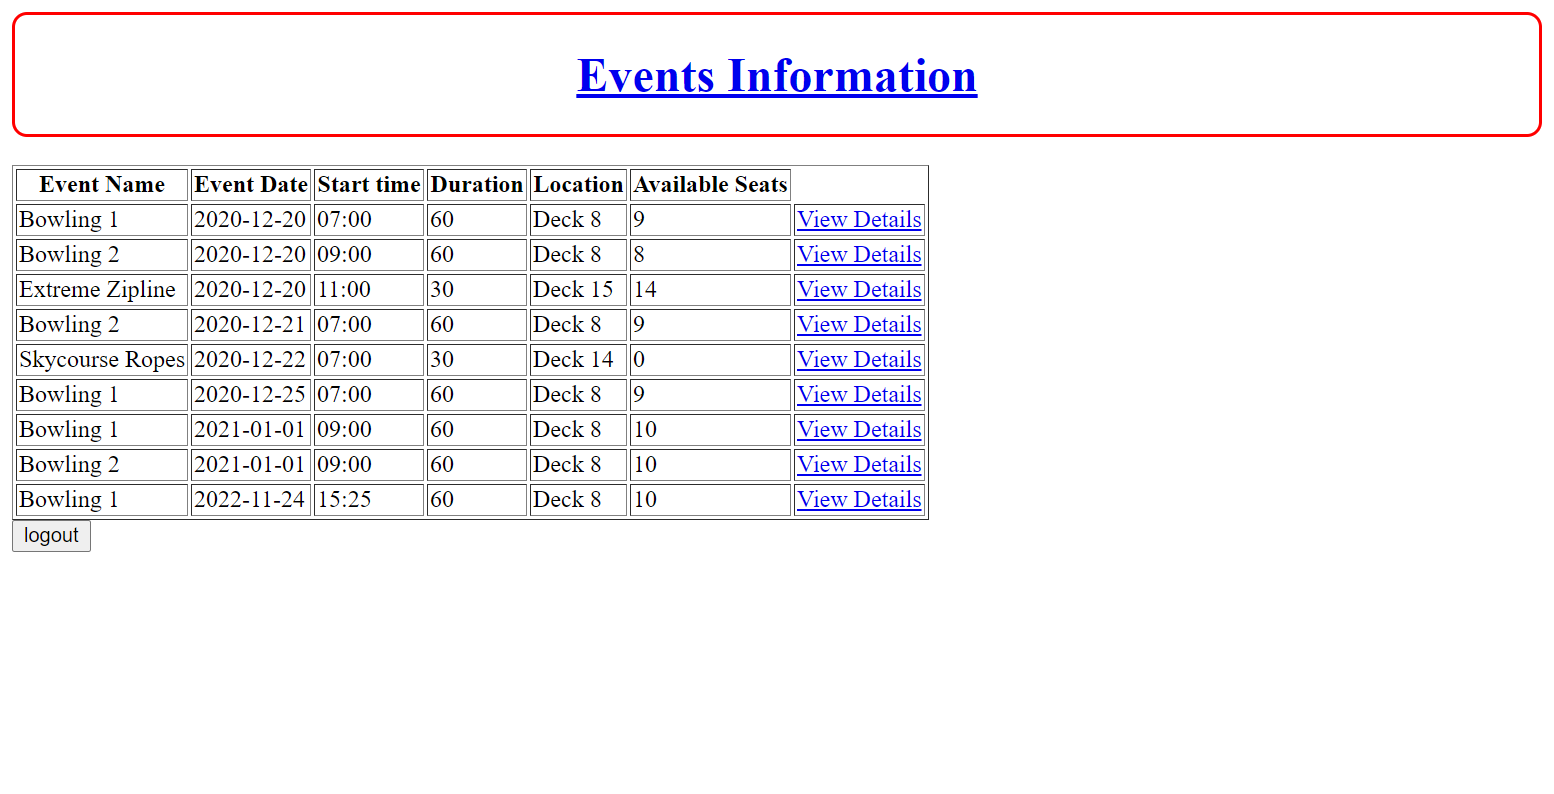 Events Information
Event Name Event Date Start time Duration Location Available Seats
Bowling 1 2020-12-20 07:00 60 Deck 8 9 View Details
Bowling 2 2020-12-20 09:00 60 Deck 8 8 View Details
Extreme Zipline 2020-12-20 11:00 30 Deck 15 14 View Details
Bowling 2 2020-12-21 07:00 60 Deck 8 9 View Details
Skycourse Ropes 2020-12-22 07:00 30 Deck 14 0 View Details
Bowling 1 2020-12-25 07:00 60 Deck 8 9 View Details
Bowling 1 2021-01-01 09:00 60 Deck 8 10 View Details
Bowling 2 2021-01-01 09:00 60 Deck 8 10 View Details
Bowling 1 2022-11-24 15:25 60 Deck 8 10 View Details
logout